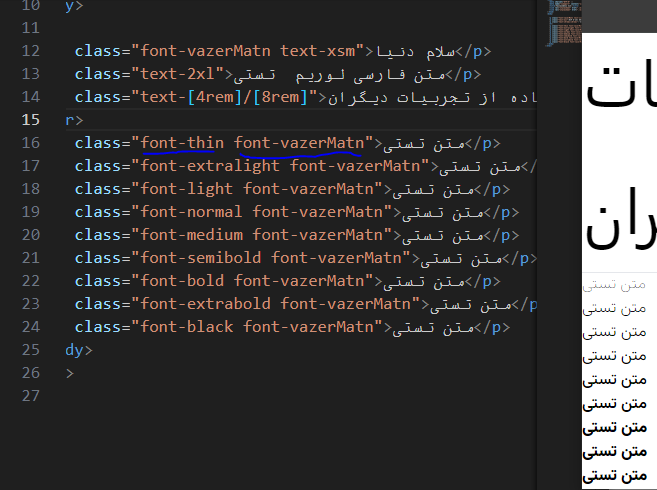 10 y>
11
12 class="font-vazerMatn text-xsm">سلام دنیا</p>
13 class="text-2xl">متن فارسی لوریم تستی</p>
14 class="text-[4rem]/[8rem]">اده از تجربیات دیگران
15 r>
16 class="font-thin font-vazerMatn">متن تستی</p>
17 class="font-extralight font-vazerMatn">متن تستی</
18 class="font-light font-vazerMatn">متن تستی</p>
19 class="font-normal font-vazerMatn">متن تستی</p>
20 class="font-medium font-vazerMatn">متن تستی</p>
21 class="font-semibold font-vazerMatn">متن تستی</p>
22 class="font-bold font-vazerMatn">متن تستی</p>
23 class="font-extrabold font-vazerMatn">متن تستی</p
24 class="font-black font-vazerMatn">متن تستی</p>
25 dy>
26 >
27
ات
ران
متن تستی
متن تستی
متن تستی
متن تستی
متن تستی
متن تستی
متن تستی
متن تستی
متن تستی